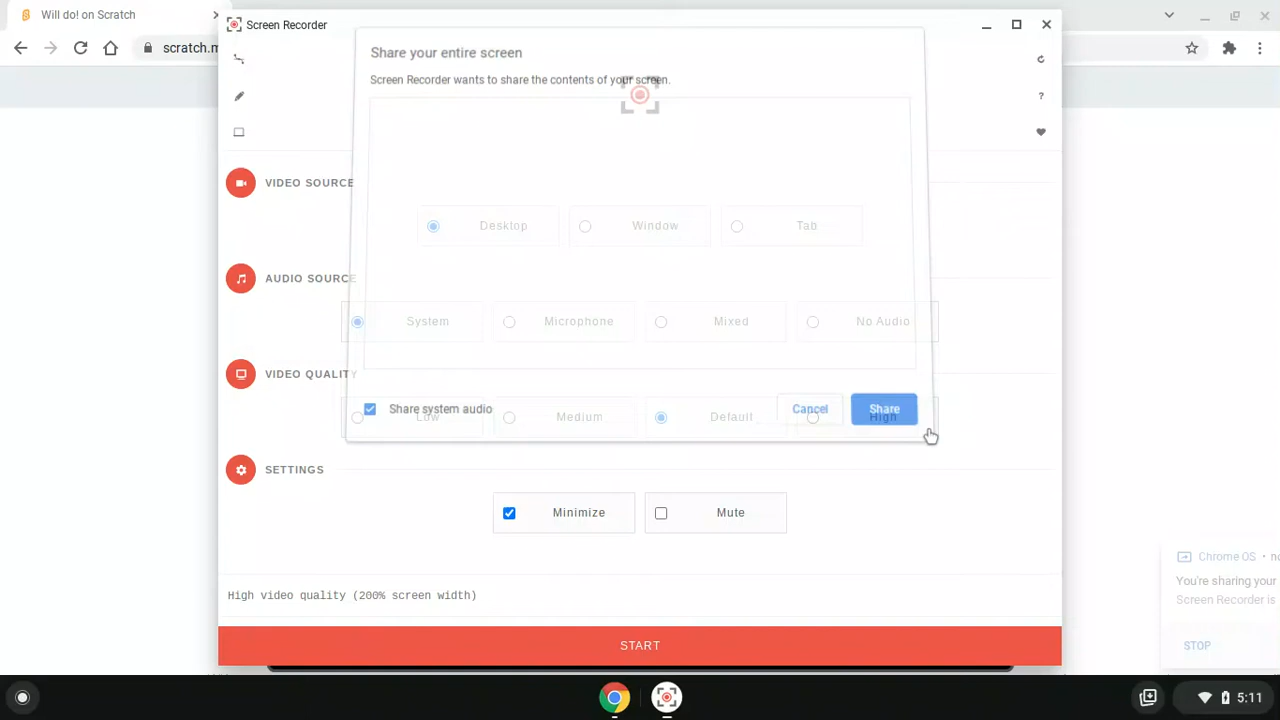 Will do! on Scratch
scratch.m
Screen Recorder
Share your entire screen
Screen Recorder wants to share the contents of your screen.
VIDEO SOURCE
Desktop
Window
Tab
AUDIO SOURCE
System
Microphone
Mixed
No Audio
VIDEO QUALITY
Share system audio
Cancel
Share
Low
Medium
Default
High
SETTINGS
Minimize
Mute
Chrome OS • no
You're sharing your
Screen Recorder is
STOP
High video quality (200% screen width)
START
5:11